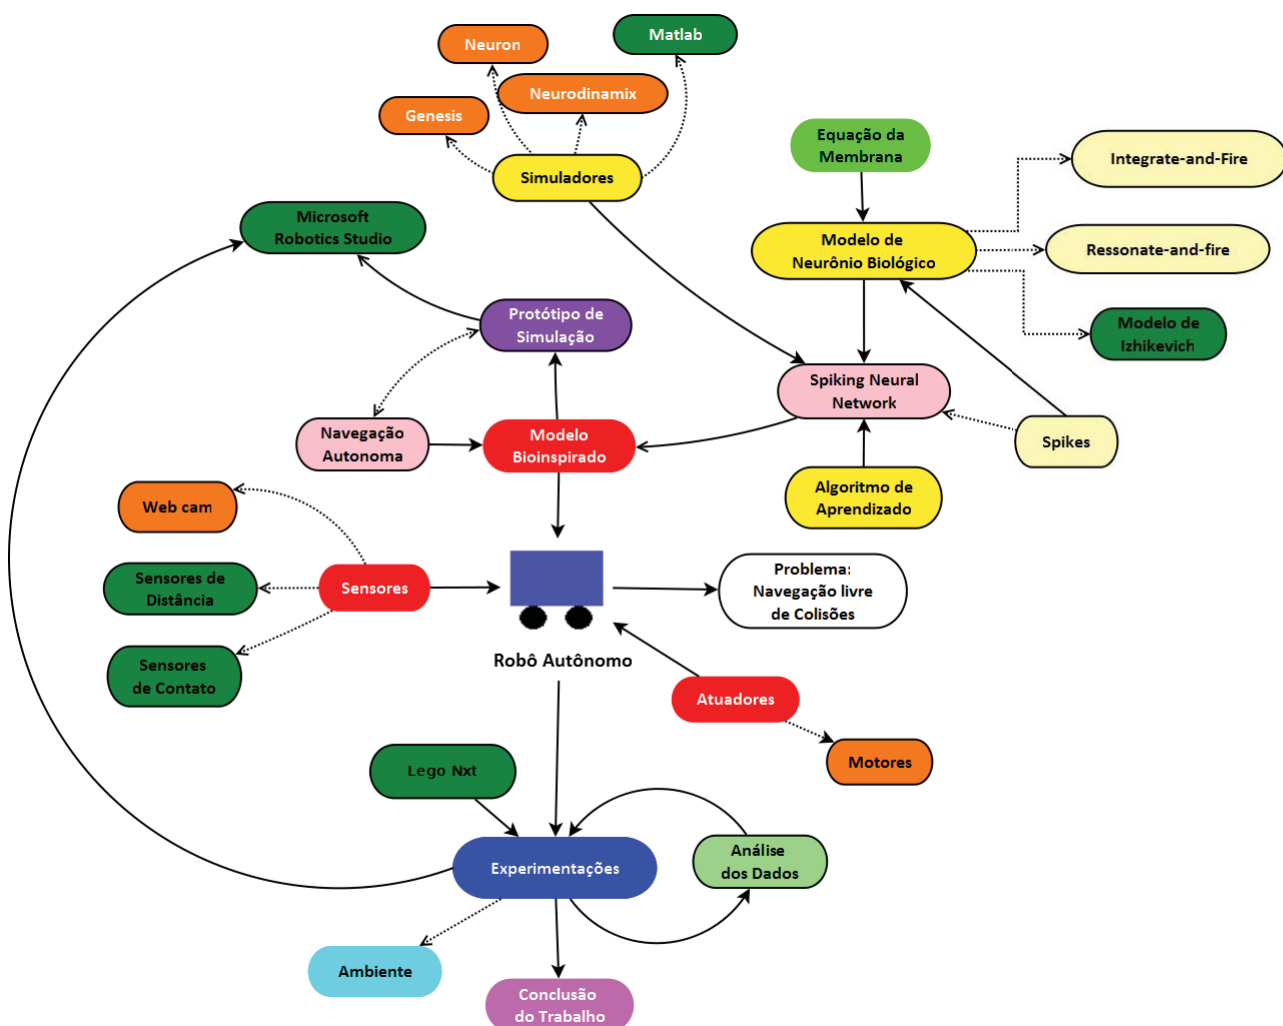 Neuron
Matlab
Neurodinamix
Genesis
Simuladores
Equação da
Membrana
Integrate-and-Fire
Microsoft
Robotics Studio
Modelo de
Neurônio Biológico
Ressonate-and-fire
Protótipo de
Simulação
Modelo de
Izhikevich
Spiking Neural
Network
Navegação
Autonoma
Modelo
Bioinspirado
Spikes
Algoritmo de
Aprendizado
Web cam
Sensores de
Distância
Sensores
Problema:
Navegação livre
de Colisões
Robô Autônomo
Sensores
de Contato
Atuadores
Motores
Lego Nxt
Experimentações
Análise
dos Dados
Ambiente
Conclusão
do Trabalho